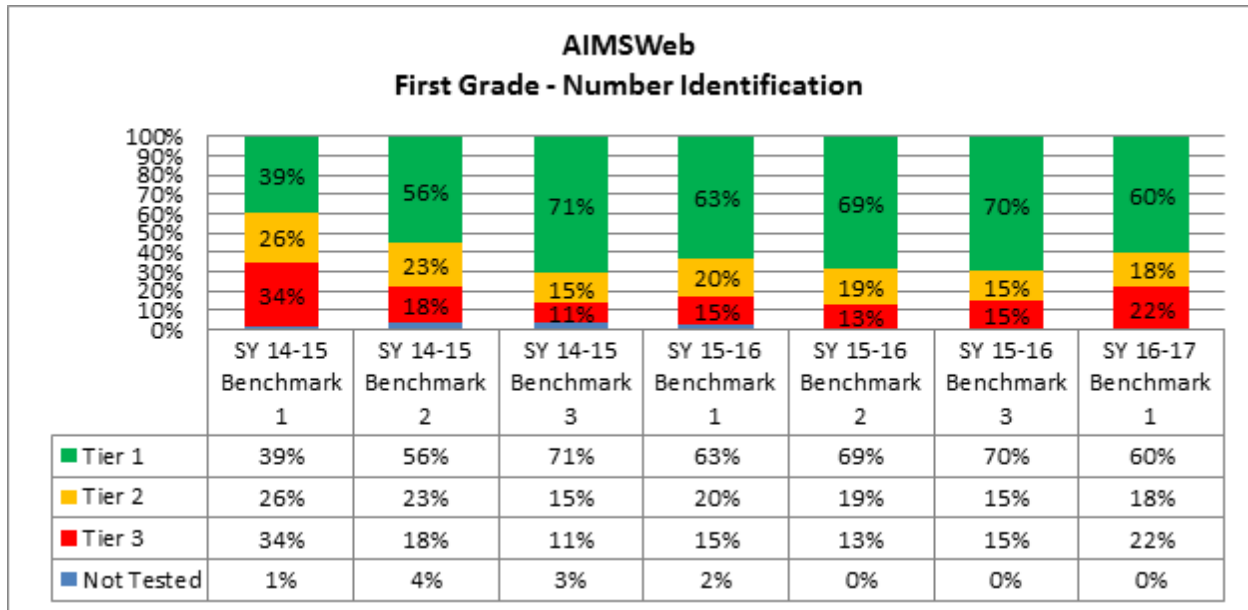 AIMSWeb
First Grade - Number Identification
100%
90%
80%
70%
60%
50%
40%
30%
20%
10%
0%
39% 56% 71% 63% 69% 70% 60%
26% 23% 15% 20% 19% 15% 18%
34% 18% 11% 15% 13% 15% 22%
SY 14-15 SY 14-15 SY 14-15 SY 15-16 SY 15-16 SY 15-16 SY 16-17
Benchmark Benchmark Benchmark Benchmark Benchmark Benchmark Benchmark
1 2 3 1 2 3 1
Tier 1 39% 56% 71% 63% 69% 70% 60%
Tier 2 26% 23% 15% 20% 19% 15% 18%
Tier 3 34% 18% 11% 15% 13% 15% 22%
Not Tested 1% 4% 3% 2% 0% 0% 0%